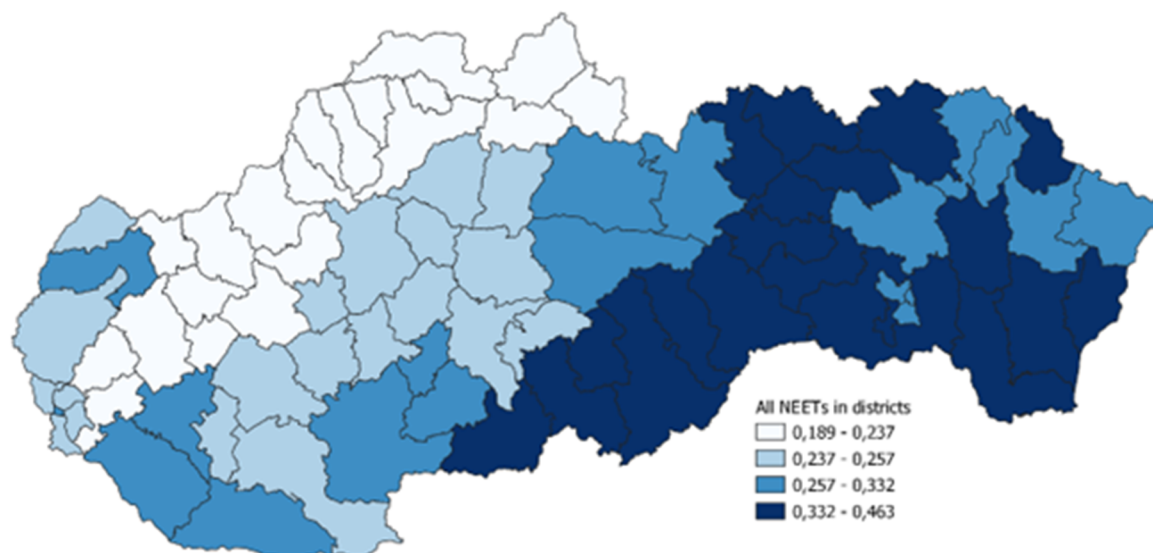 All NEETs in districts
0,189 - 0,237
0,237 - 0,257
0,257 - 0,332
0,332 - 0,463